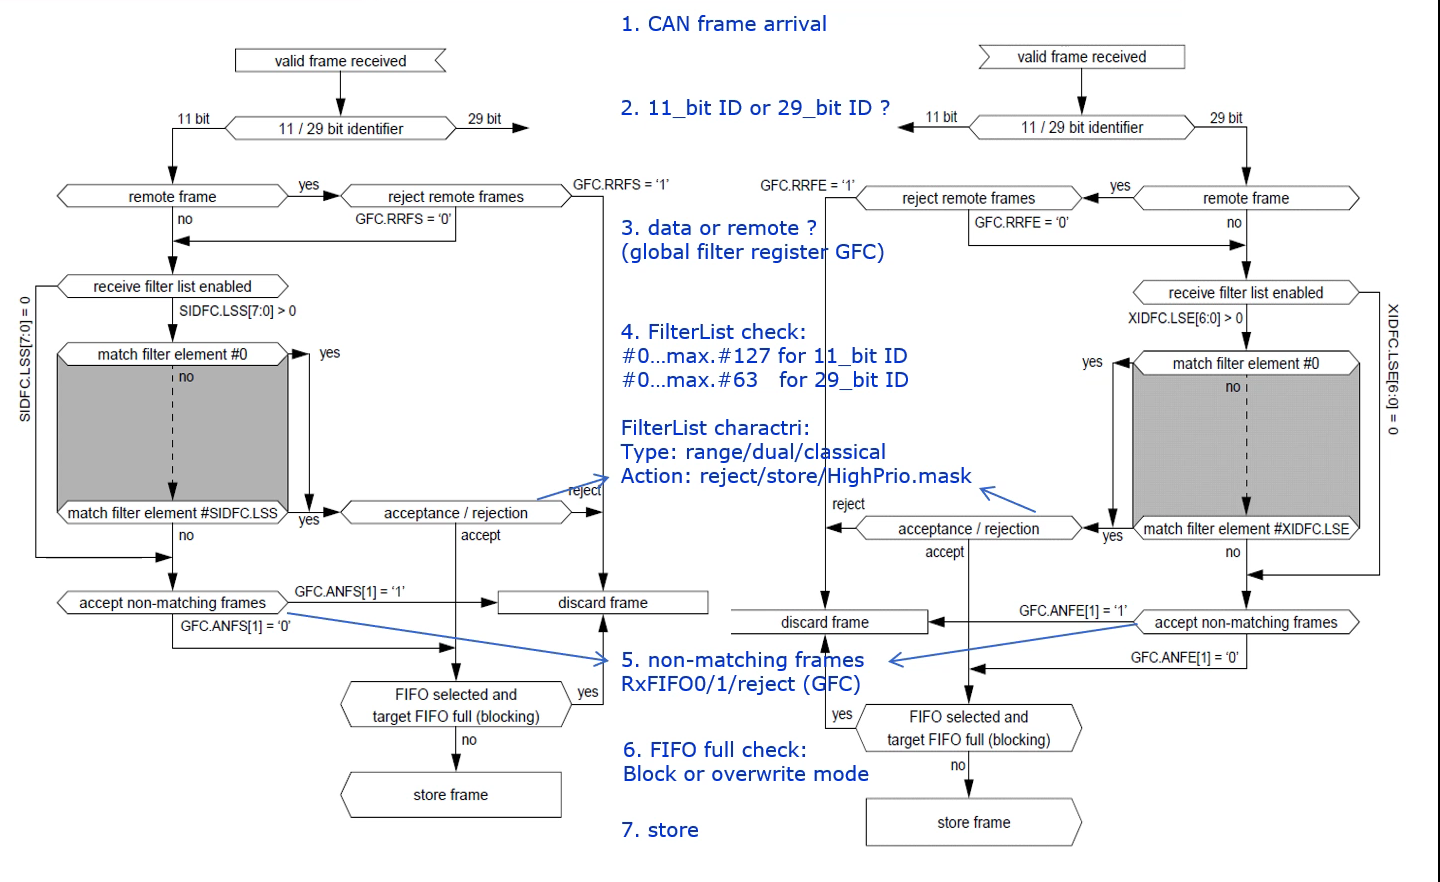 1. CAN frame arrival
valid frame received
valid frame received
2. 11_bit ID or 29_bit ID ?
11 bit
11 / 29 bit identifier
29 bit
11 bit
11 / 29 bit identifier
29 bit
remote frame
yes
reject remote frames
GFC.RRFS = ‘1’
GFC.RRFS = ‘0’
no
GFC.RRFE = ‘1’
reject remote frames
yes
remote frame
GFC.RRFE = ‘0’
no
3. data or remote ?
(global filter register GFC)
receive filter list enabled
SIDFC.LSS[7:0] > 0
SIDFC.LSS[7:0] = 0
receive filter list enabled
XIDFC.LSE[6:0] > 0
XIDFC.LSE[6:0] = 0
4. FilterList check:
#0...max.#127 for 11_bit ID
#0...max.#63 for 29_bit ID
match filter element #0
yes
no
yes
match filter element #0
no
FilterList charactri:
Type: range/dual/classical
Action: reject/store/HighPrio.mask
match filter element #SIDFC.LSS
yes
no
acceptance / rejection
reject
accept
reject
acceptance / rejection
accept
yes
match filter element #XIDFC.LSE
no
accept non-matching frames
GFC.ANFS[1] = ‘1’
GFC.ANFS[1] = ‘0’
discard frame
discard frame
GFC.ANFE[1] = ‘1’
accept non-matching frames
GFC.ANFE[1] = ‘0’
5. non-matching frames
RxFIFO0/1/reject (GFC)
FIFO selected and
target FIFO full (blocking)
yes
no
yes
FIFO selected and
target FIFO full (blocking)
no
6. FIFO full check:
Block or overwrite mode
store frame
store frame
7. store